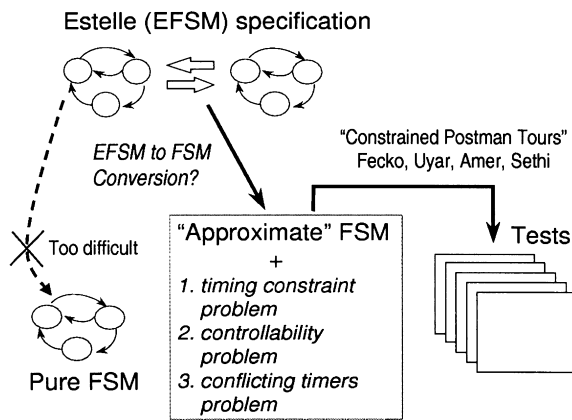 Estelle (EFSM) specification
EFSM to FSM
Conversion?
"Constrained Postman Tours"
Fecko, Uyar, Amer, Sethi
Too difficult
Pure FSM
"Approximate" FSM
+
1. timing constraint
problem
2. controllability
problem
3. conflicting timers
problem
Tests